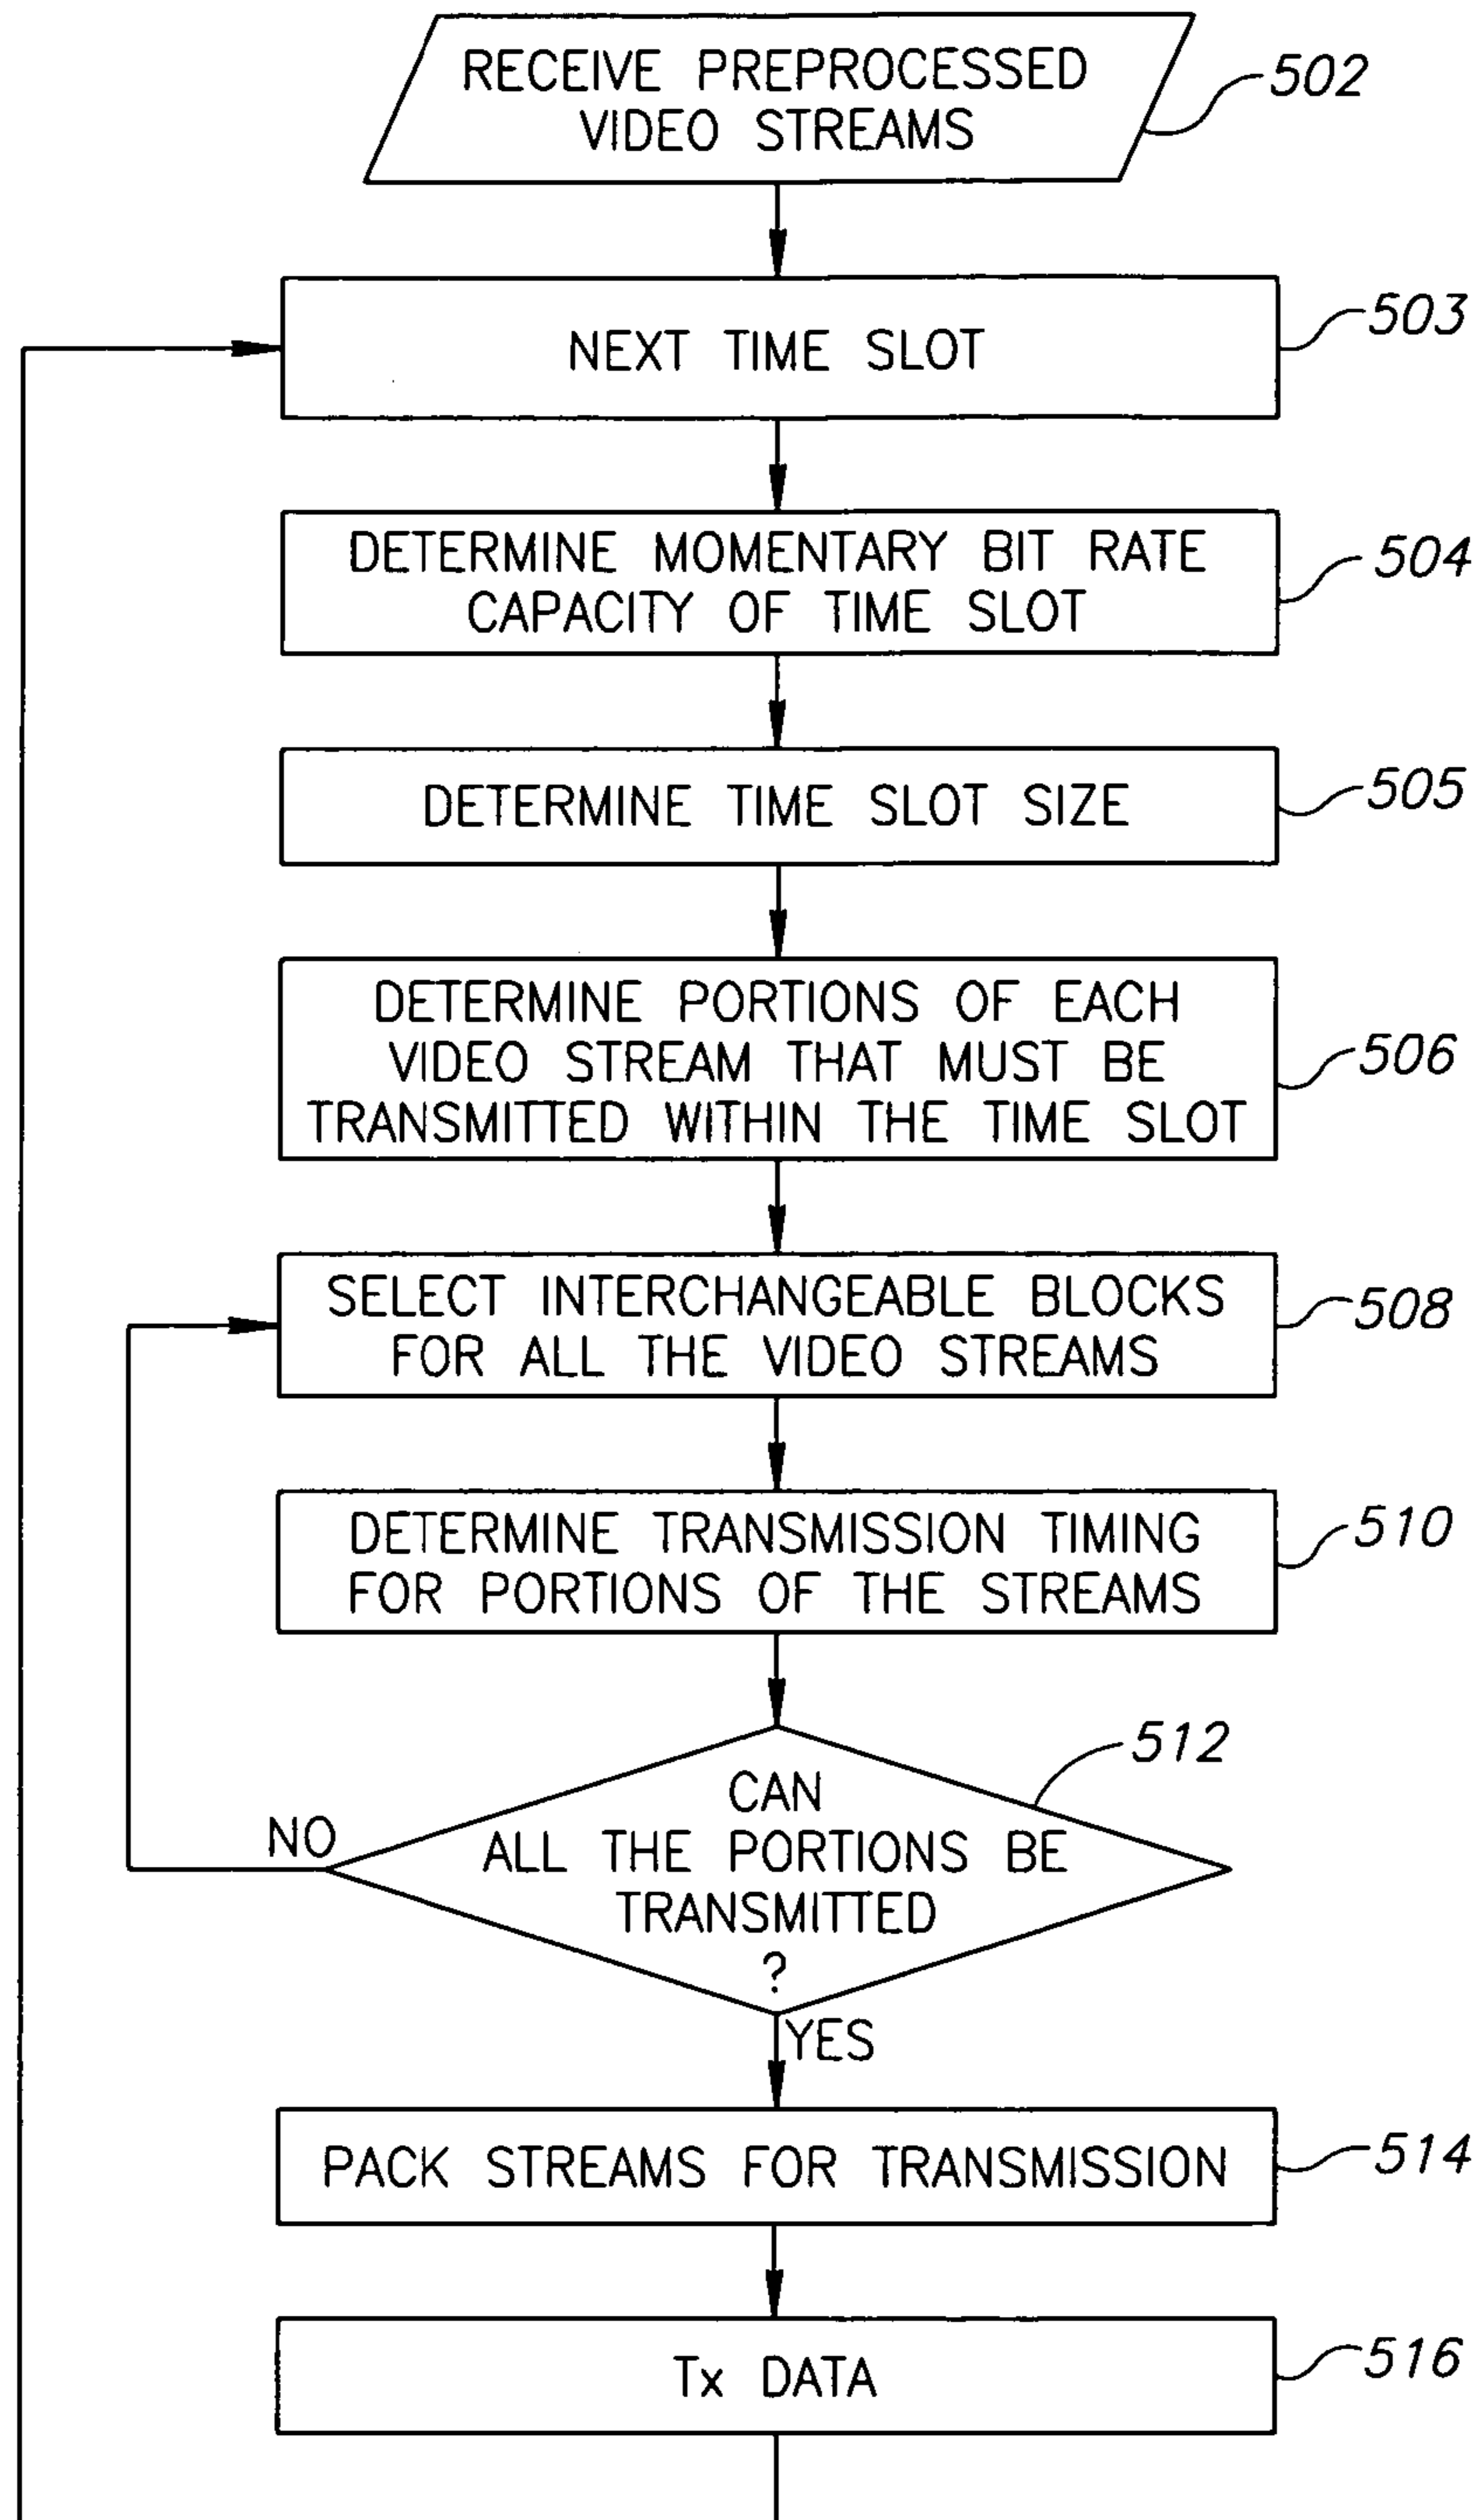 RECEIVE PREPROCESSED
VIDEO STREAMS
502
NEXT TIME SLOT
503
DETERMINE MOMENTARY BIT RATE
CAPACITY OF TIME SLOT
504
DETERMINE TIME SLOT SIZE
505
DETERMINE PORTIONS OF EACH
VIDEO STREAM THAT MUST BE
TRANSMITTED WITHIN THE TIME SLOT
506
SELECT INTERCHANGEABLE BLOCKS
FOR ALL THE VIDEO STREAMS
508
DETERMINE TRANSMISSION TIMING
FOR PORTIONS OF THE STREAMS
510
512
CAN
ALL THE PORTIONS BE
TRANSMITTED
?
NO
YES
PACK STREAMS FOR TRANSMISSION
514
Tx DATA
516